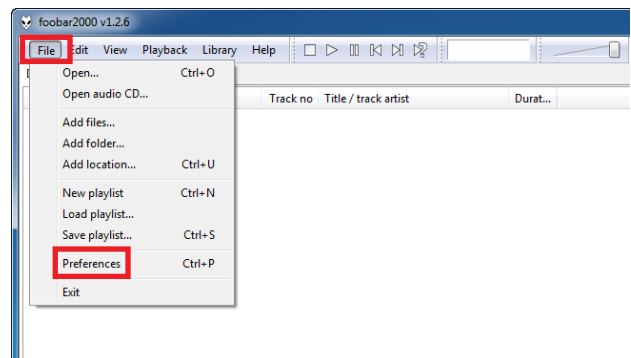 foobar2000 v1.2.6
File Edit View Playback Library Help
Open... Ctrl+O
Open audio CD...
Track no Title / track artist Durat...
Add files...
Add folder...
Add location... Ctrl+U
New playlist Ctrl+N
Load playlist...
Save playlist... Ctrl+S
Preferences Ctrl+P
Exit